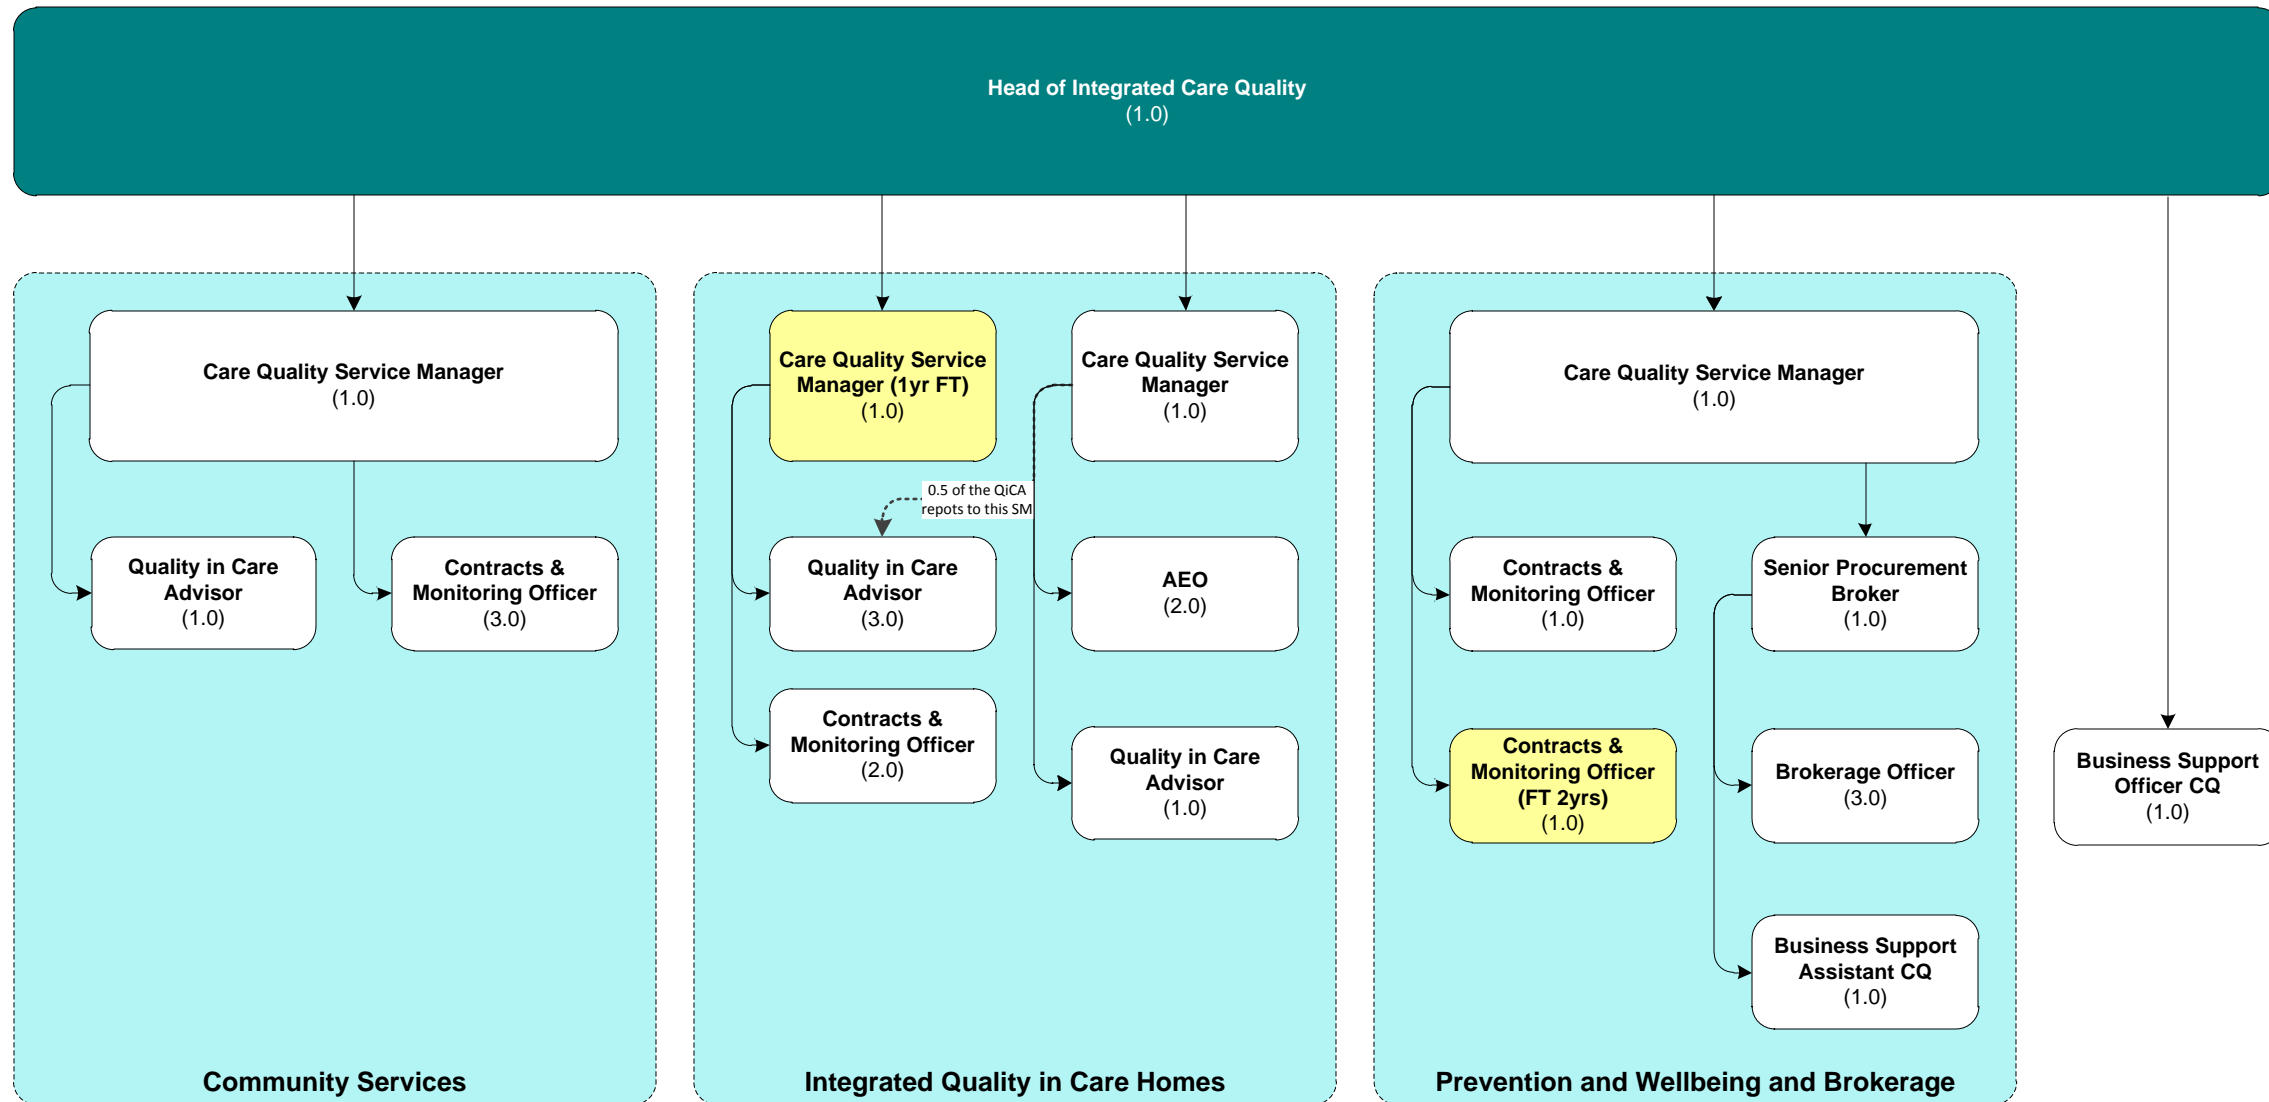 Head of Integrated Care Quality
(1.0)
Care Quality Service Manager
(1.0)
Quality in Care
Advisor
(1.0)
Contracts &
Monitoring Officer
(3.0)
Community Services
Care Quality Service
Manager (1yr FT)
(1.0)
Care Quality Service
Manager
(1.0)
0.5 of the QiCA
repots to this SM
Quality in Care
Advisor
(3.0)
AEO
(2.0)
Contracts &
Monitoring Officer
(2.0)
Quality in Care
Advisor
(1.0)
Integrated Quality in Care Homes
Care Quality Service Manager
(1.0)
Contracts &
Monitoring Officer
(1.0)
Senior Procurement
Broker
(1.0)
Contracts &
Monitoring Officer
(FT 2yrs)
(1.0)
Brokerage Officer
(3.0)
Business Support
Assistant CQ
(1.0)
Prevention and Wellbeing and Brokerage
Business Support
Officer CQ
(1.0)